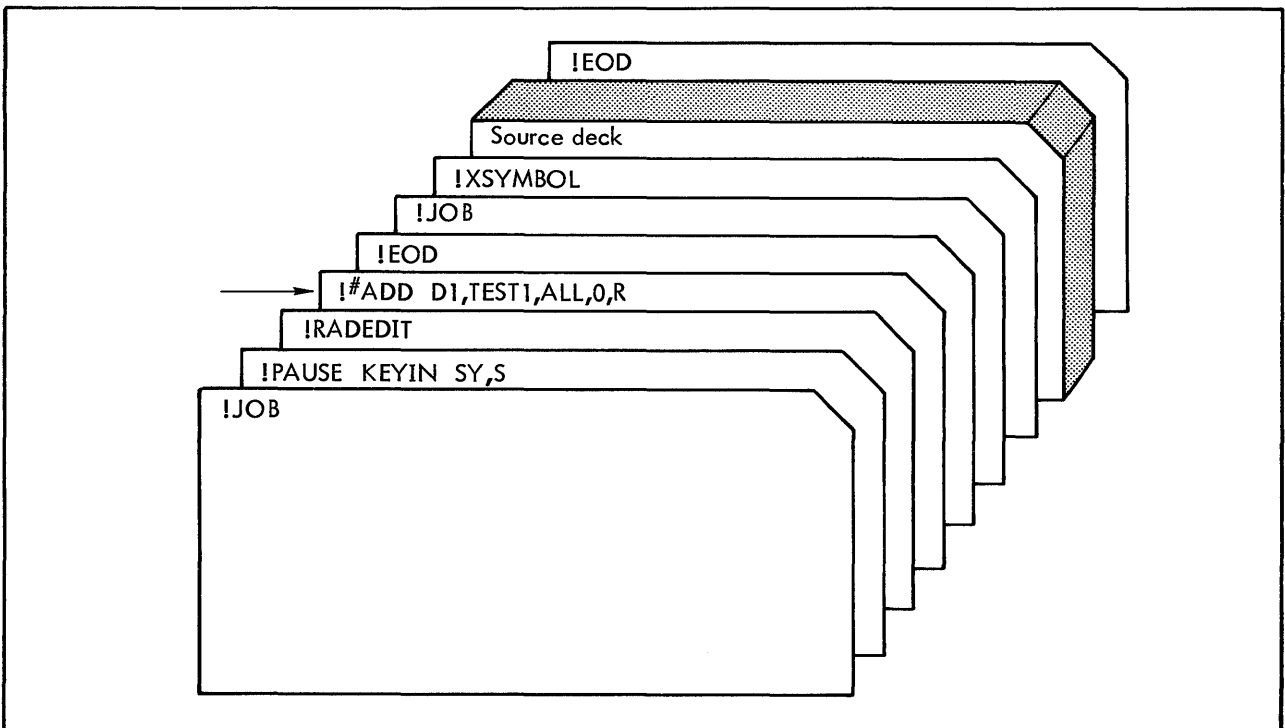 !EOD
Source deck
!XSYMBOL
!JOB
!EOD
!#ADD D1,TEST1,ALL,0,R
!RADEDIT
!PAUSE KEYIN SY,S
!JOB